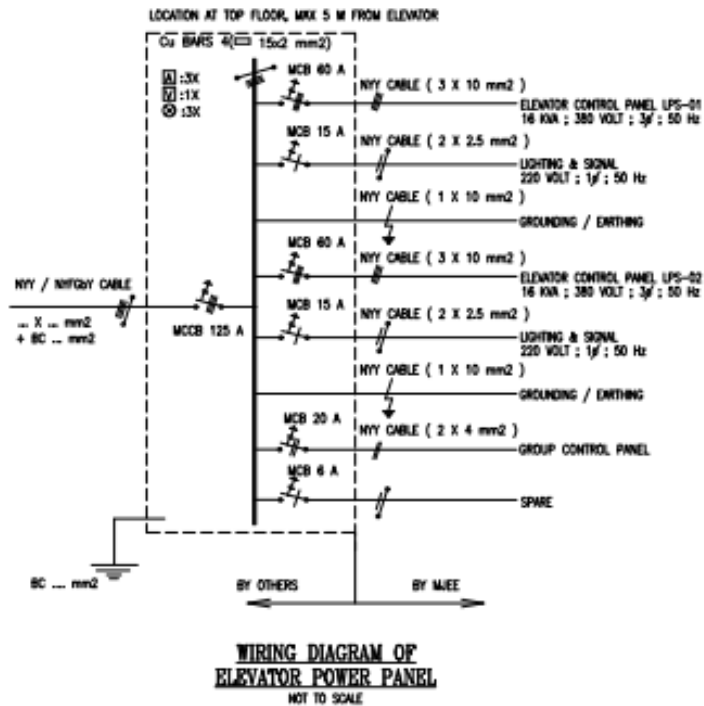 LOCATION AT TOP FLOOR, MAX 5 M FROM ELEVATOR
Cu BARS 4( 15x2 mm2)
A :3X
V :1X
:3X
MCB 60 A
NYY CABLE ( 3 X 10 mm2 )
ELEVATOR CONTROL PANEL LPS-01
16 KVA ; 380 VOLT ; 3ø ; 50 Hz
MCB 15 A
NYY CABLE ( 2 X 2.5 mm2 )
LIGHTING & SIGNAL
220 VOLT ; 1ø ; 50 Hz
NYY CABLE ( 1 X 10 mm2 )
GROUNDING / EARTHING
MCB 60 A
NYY CABLE ( 3 X 10 mm2 )
ELEVATOR CONTROL PANEL LPS-02
16 KVA ; 380 VOLT ; 3ø ; 50 Hz
NYY / NYFGbY CABLE
... X ... mm2
+ BC ... mm2
MCCB 125 A
MCB 15 A
NYY CABLE ( 2 X 2.5 mm2 )
LIGHTING & SIGNAL
220 VOLT ; 1ø ; 50 Hz
NYY CABLE ( 1 X 10 mm2 )
GROUNDING / EARTHING
MCB 20 A
NYY CABLE ( 2 X 4 mm2 )
GROUP CONTROL PANEL
MCB 6 A
SPARE
BC ... mm2
BY OTHERS
BY MJEE
WIRING DIAGRAM OF
ELEVATOR POWER PANEL
NOT TO SCALE